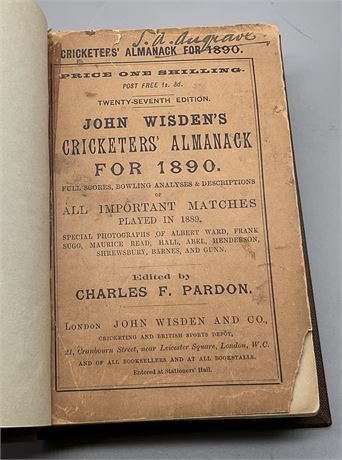 S. A. Musgrave
CRICKETERS' ALMANACK FOR 1890.
PRICE ONE SHILLING.
POST FREE 1s. 3d.
TWENTY-SEVENTH EDITION.
JOHN WISDEN'S
CRICKETERS' ALMANACK
FOR 1890.
FULL SCORES, BOWLING ANALYSES & DESCRIPTIONS
OF
ALL IMPORTANT MATCHES
PLAYED IN 1889.
SPECIAL PHOTOGRAPHS OF ALBERT WARD, FRANK
SUGG, MAURICE READ, HALL, ABEL, HENDERSON,
SHREWSBURY, BARNES, AND GUNN.
Edited by
CHARLES F. PARDON.
LONDON JOHN WISDEN AND CO.,
CRICKETING AND BRITISH SPORTS DEPÔT,
21, Cranbourn Street, near Leicester Square, London, W.C.
AND OF ALL BOOKSELLERS AND AT ALL BOOKSTALLS.
Entered at Stationers' Hall.